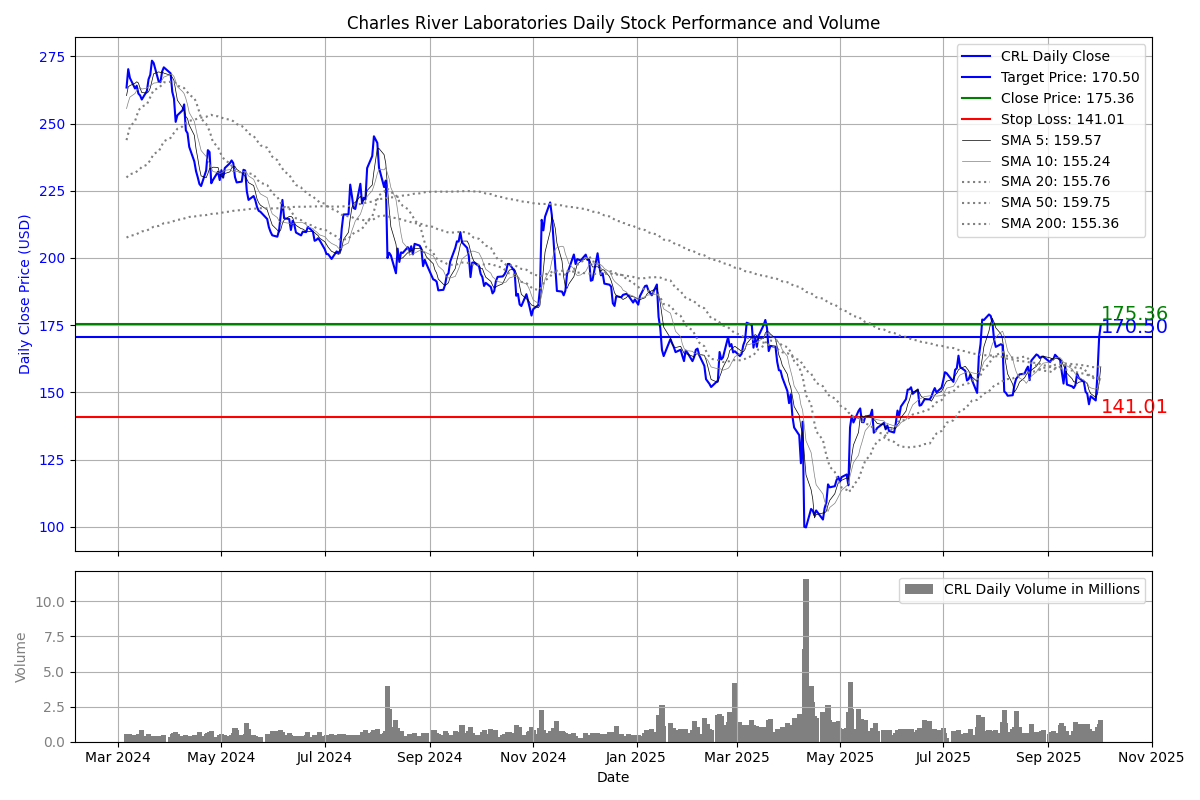 Charles River Laboratories Daily Stock Performance and Volume
Daily Close Price (USD)
275
250
225
200
175
150
125
100
CRL Daily Close
Target Price: 170.50
Close Price: 175.36
Stop Loss: 141.01
SMA 5: 159.57
SMA 10: 155.24
SMA 20: 155.76
SMA 50: 159.75
SMA 200: 155.36
175.36
170.50
141.01
Volume
10.0
7.5
5.0
2.5
0.0
CRL Daily Volume in Millions
Mar 2024 May 2024 Jul 2024 Sep 2024 Nov 2024 Jan 2025 Mar 2025 May 2025 Jul 2025 Sep 2025 Nov 2025
Date